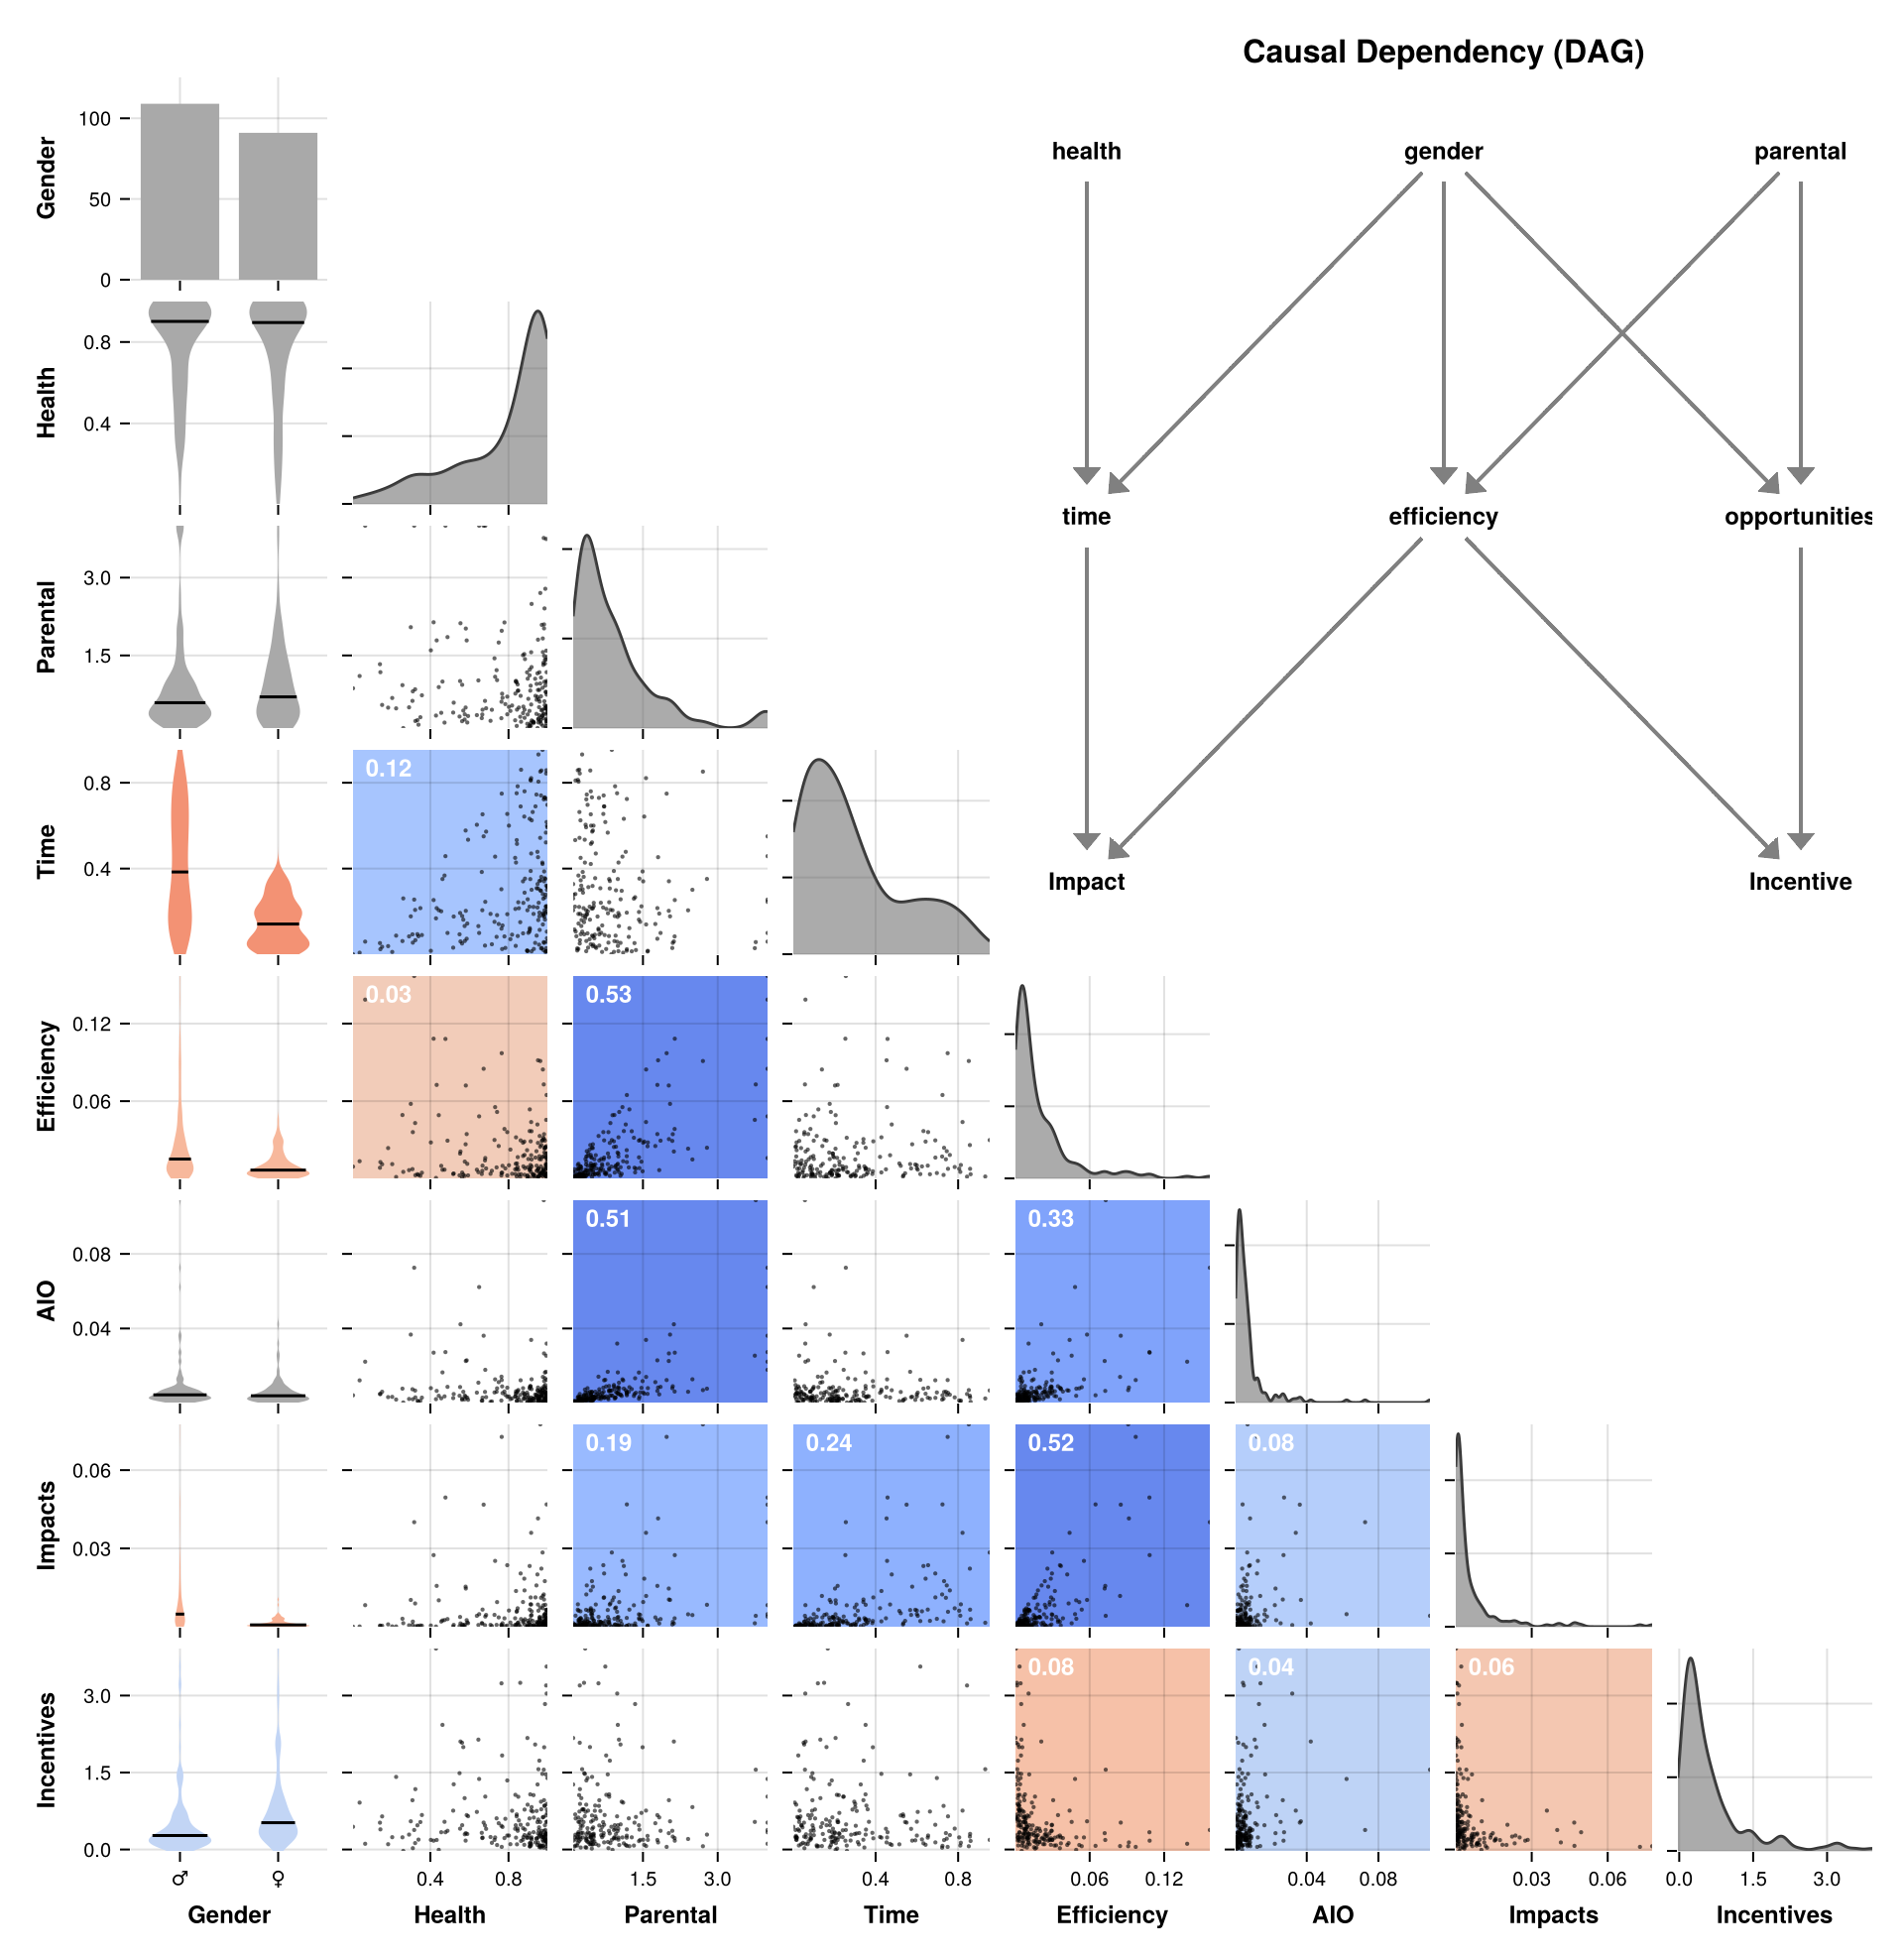 Causal Dependency (DAG)
health gender parental
time efficiency opportunities
Impact Incentive
Gender
100
50
0
Health
0.8
0.4
Parental
3.0
1.5
Time
0.8
0.4
0.12
Efficiency
0.12
0.06
0.03 0.53
AIO
0.08
0.04
0.51 0.33
Impacts
0.06
0.03
0.19 0.24 0.52 0.08
Incentives
3.0
1.5
0.0
0.08 0.04 0.06
♂ ♀ 0.4 0.8 1.5 3.0 0.4 0.8 0.06 0.12 0.04 0.08 0.03 0.06 0.0 1.5 3.0
Gender Health Parental Time Efficiency AIO Impacts Incentives